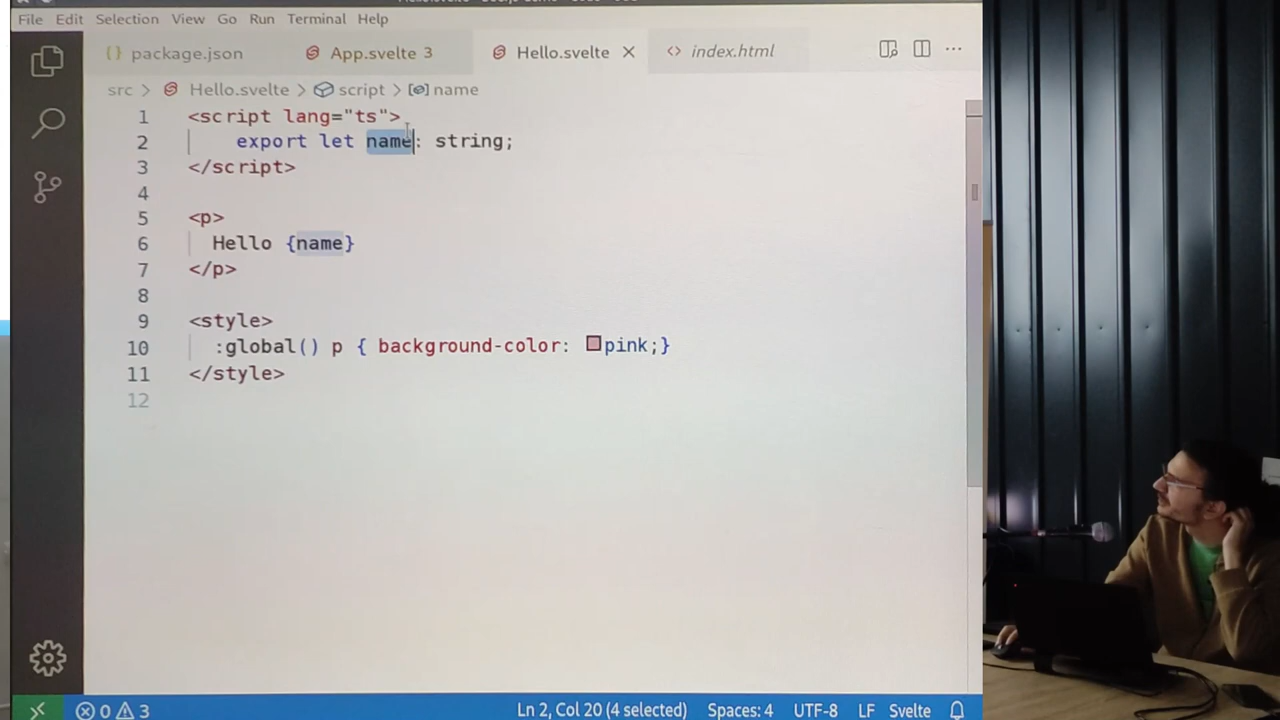 File Edit Selection View Go Run Terminal Help
{} package.json App.svelte 3 Hello.svelte × <> index.html ···
src > Hello.svelte > script > name
1 <script lang="ts">
2 export let name: string;
3 </script>
4
5 <p>
6 Hello {name}
7 </p>
8
9 <style>
10 :global() p { background-color: pink;}
11 </style>
12
0 3 Ln 2, Col 20 (4 selected) Spaces: 4 UTF-8 LF Svelte